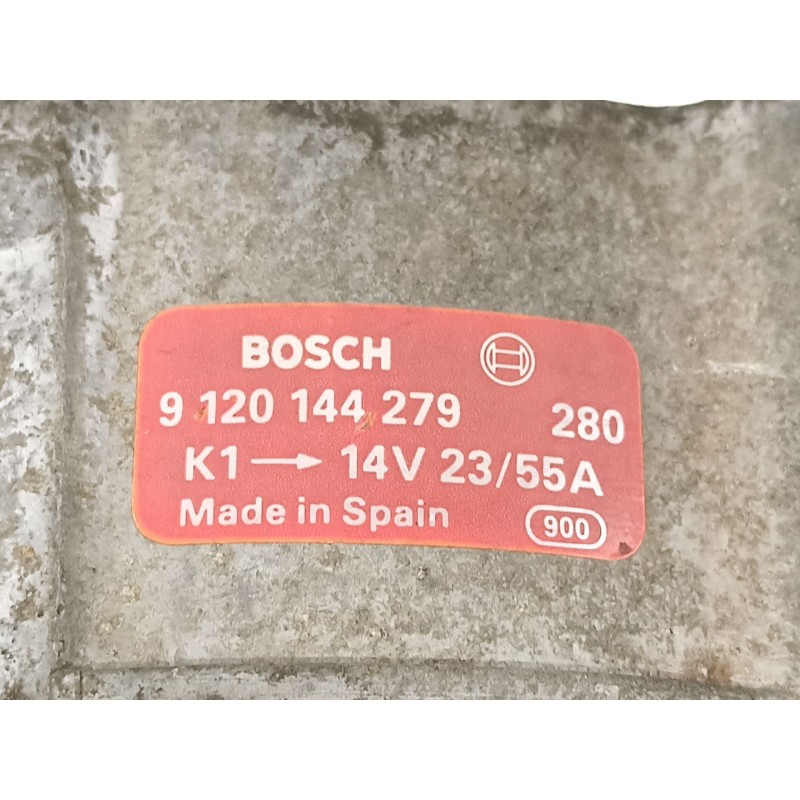 BOSCH
9 120 144 279 280
K1→ 14V 23/55A
Made in Spain 900